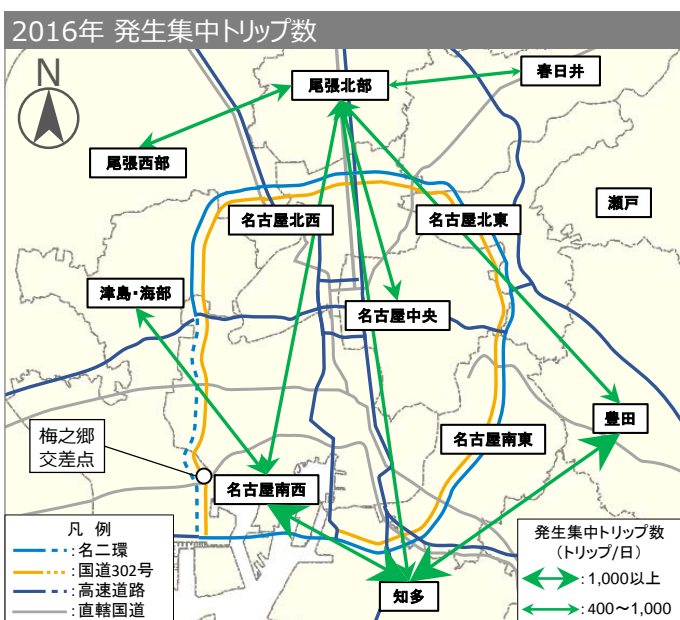 2016年 発生集中トリップ数
N
尾張北部
春日井
尾張西部
瀬戸
名古屋北西
名古屋北東
津島・海部
名古屋中央
豊田
梅之郷
交差点
名古屋南東
名古屋南西
知多
凡 例
:名二環
:国道302号
:高速道路
:直轄国道
発生集中トリップ数
(トリップ/日)
:1,000以上
:400～1,000